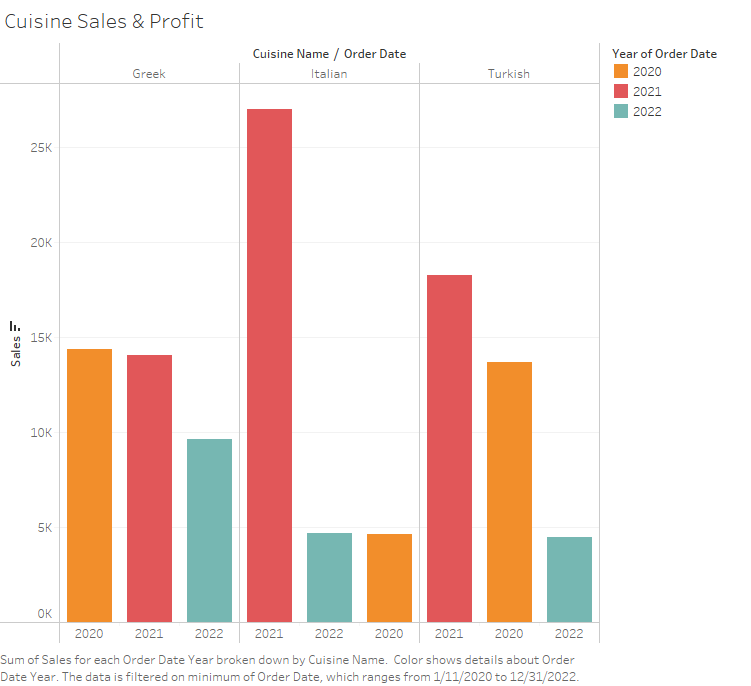 Cuisine Sales & Profit
Cuisine Name / Order Date
Greek Italian Turkish
Year of Order Date
2020
2021
2022
25K
20K
15K
10K
5K
0K
Sales
2020 2021 2022 2021 2022 2020 2021 2020 2022
Sum of Sales for each Order Date Year broken down by Cuisine Name. Color shows details about Order
Date Year. The data is filtered on minimum of Order Date, which ranges from 1/11/2020 to 12/31/2022.